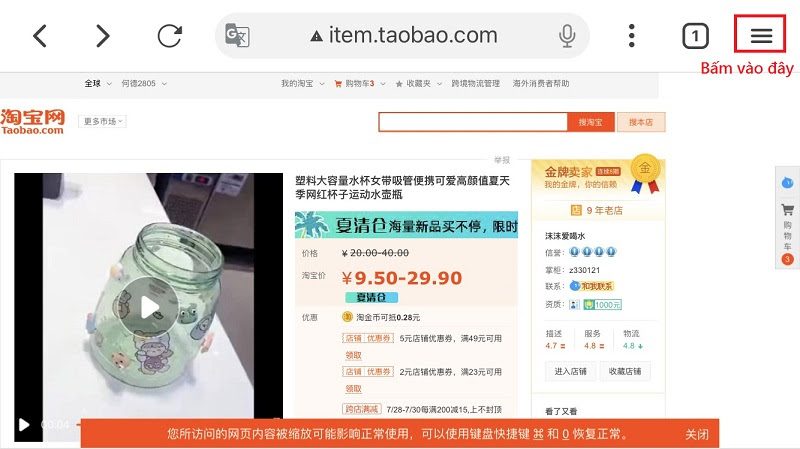 item.taobao.com
1
Bấm vào đây
全球 何德2805 我的淘宝 购物车3 收藏夹 跨境物流管理 海外消费者帮助
淘宝网
Taobao.com
更多市场
搜淘宝
搜本店
举报
塑料大容量水杯女带吸管便携可爱高颜值夏天
季网红杯子运动水壶瓶
夏清仓 海量新品买不停，限时
价格 ¥ 20.00-40.00
淘宝价 ¥ 9.50-29.90
夏清仓
优惠 淘金币可抵0.28元
店铺 优惠券 5元店铺优惠券，满49元可用
领取
店铺 优惠券 2元店铺优惠券，满23元可用
领取
跨店满减 7/28-7/30每满200减15,上不封顶
金牌卖家 连续6期
金
我的金牌，你的信赖
店 9 年老店
沫沫爱喝水
信誉：
掌柜： z330121
联系： 和我联系
资质： 1000元
描述 服务 物流
4.7 4.8 4.8
进入店铺 收藏店铺
看了又看
购
物
车
3
00:04
您所访问的网页内容被缩放可能影响正常使用，可以使用键盘快捷键 ⌘ 和 0 恢复正常。 关闭